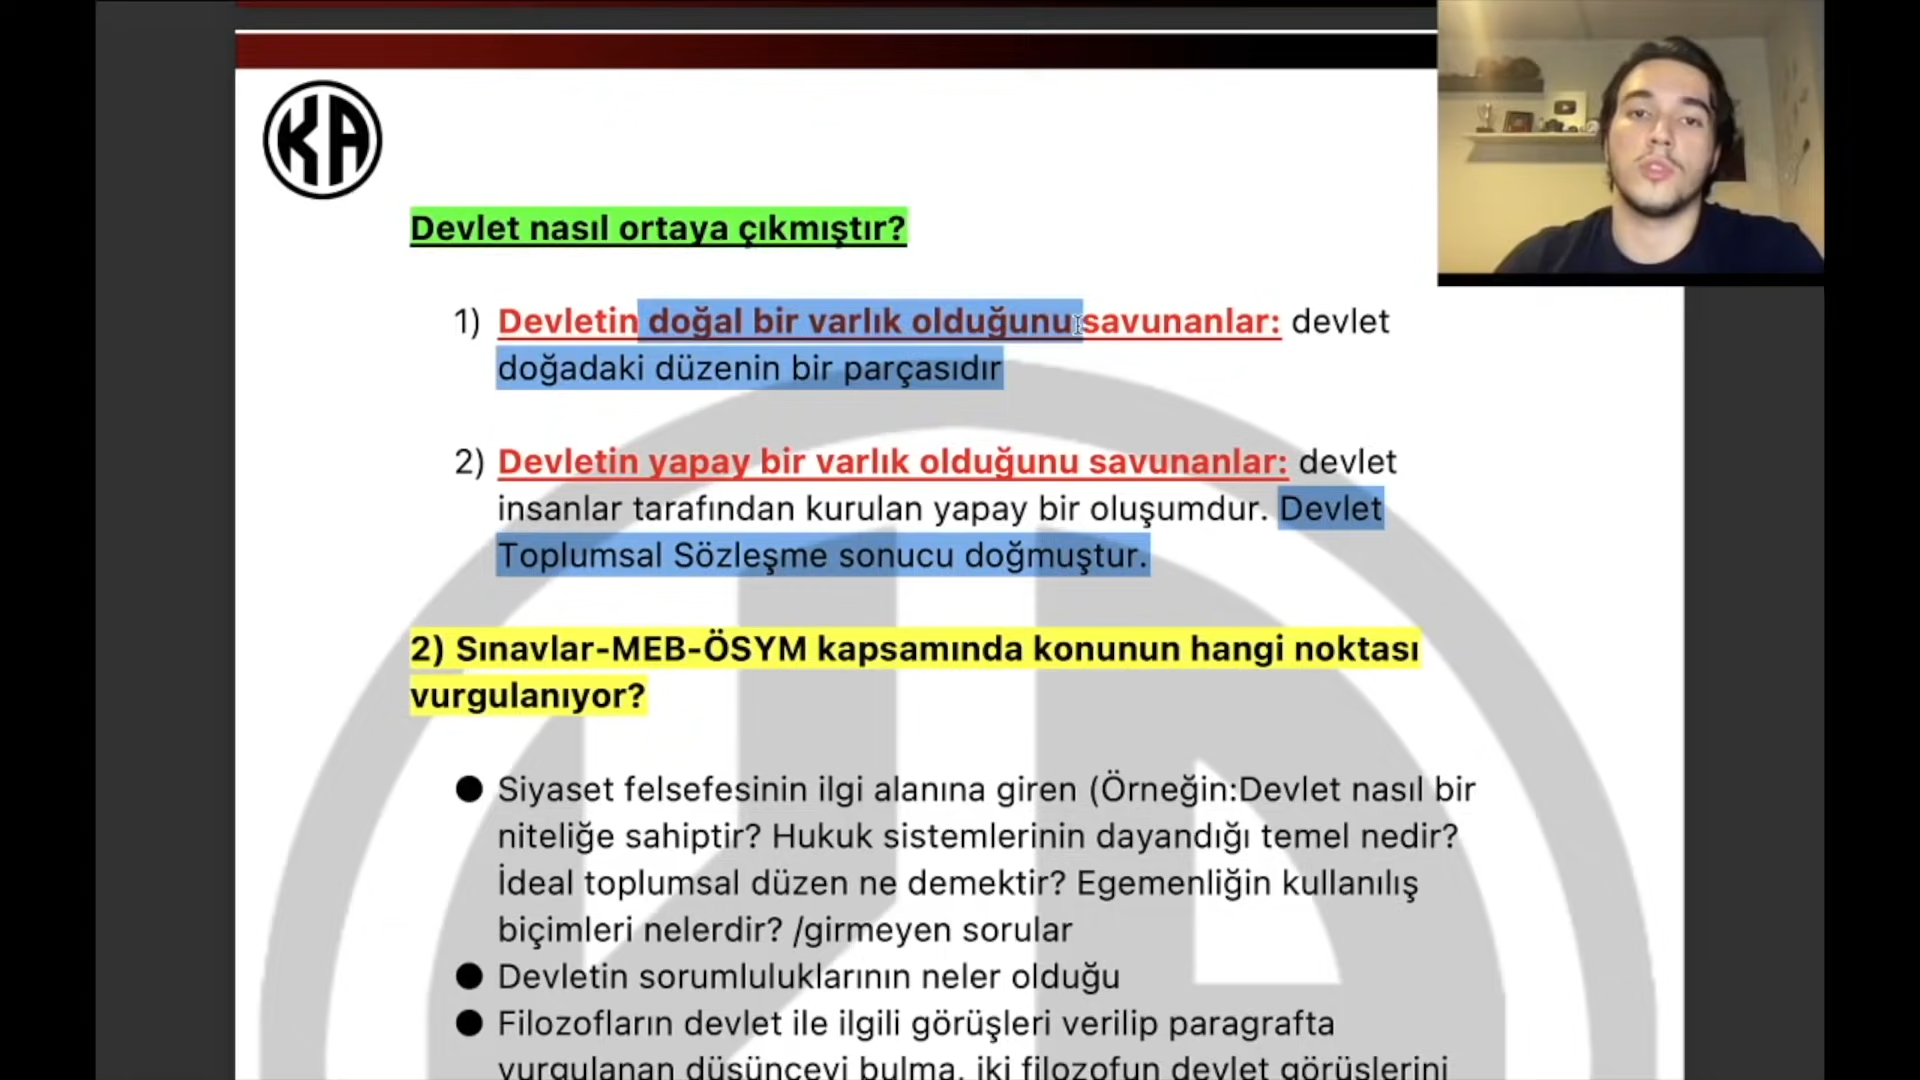 KA
Devlet nasıl ortaya çıkmıştır?
1) Devletin doğal bir varlık olduğunu savunanlar: devlet
doğadaki düzenin bir parçasıdır
2) Devletin yapay bir varlık olduğunu savunanlar: devlet
insanlar tarafından kurulan yapay bir oluşumdur. Devlet
Toplumsal Sözleşme sonucu doğmuştur.
2) Sınavlar-MEB-ÖSYM kapsamında konunun hangi noktası
vurgulanıyor?
● Siyaset felsefesinin ilgi alanına giren (Örneğin:Devlet nasıl bir
niteliğe sahiptir? Hukuk sistemlerinin dayandığı temel nedir?
İdeal toplumsal düzen ne demektir? Egemenliğin kullanılış
biçimleri nelerdir? /girmeyen sorular
● Devletin sorumluluklarının neler olduğu
● Filozofların devlet ile ilgili görüşleri verilip paragrafta
vurgulanan düşünceyi bulma, iki filozofun devlet görüşlerini